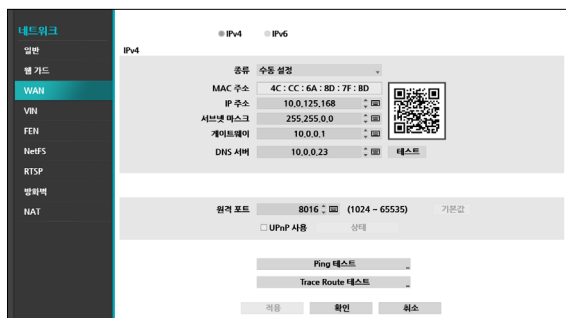 네트워크
일반
웹 가드
WAN
VIN
FEN
NetFS
RTSP
방화벽
NAT
IPv4 IPv6
IPv4
종류 수동 설정
MAC 주소 4C : CC : 6A : 8D : 7F : BD
IP 주소 10,0,125,168
서브넷 마스크 255,255,0,0
게이트웨이 10,0,0,1
DNS 서버 10,0,0,23 테스트
원격 포트 8016 (1024 ~ 65535) 기본값
UPnP 사용 상태
Ping 테스트
Trace Route 테스트
적용 확인 취소